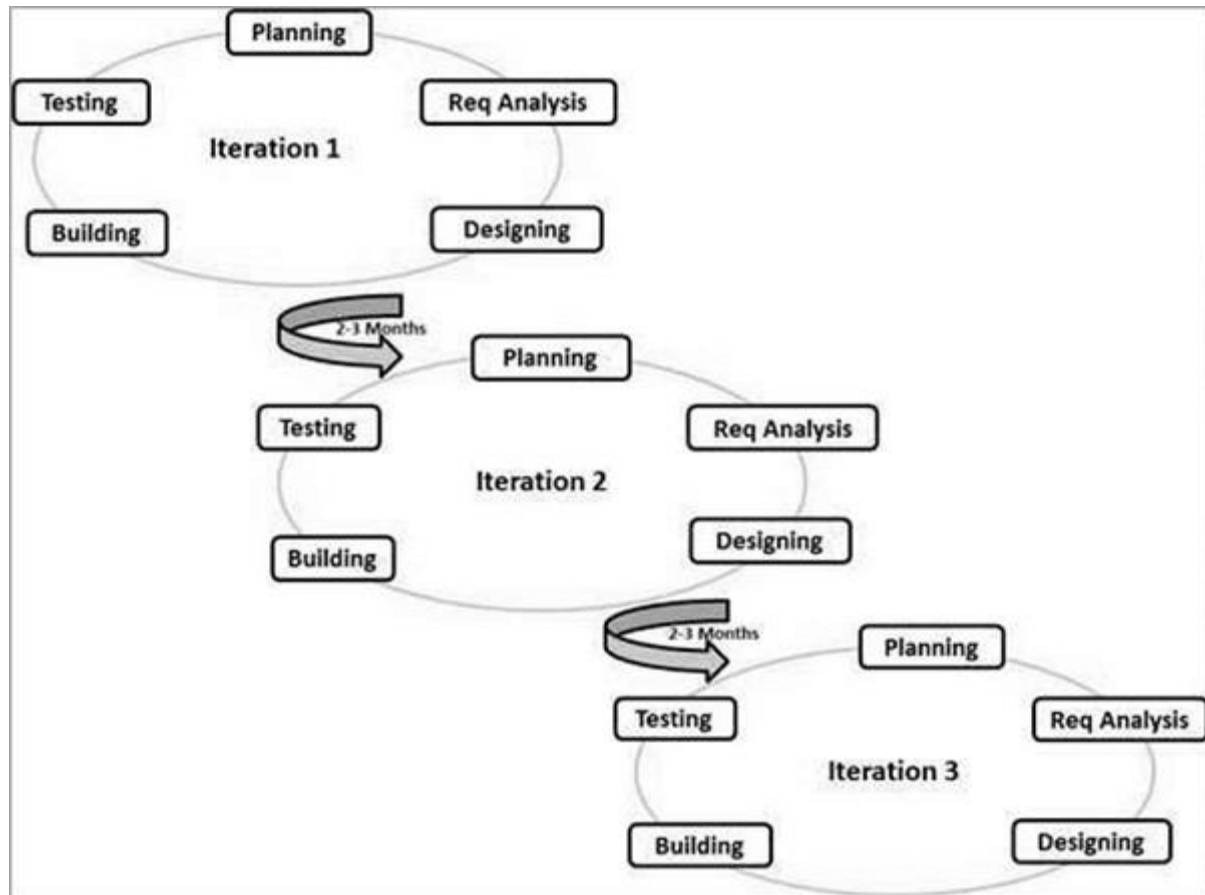 Planning
Testing
Req Analysis
Iteration 1
Building
Designing
2-3 Months
Planning
Testing
Req Analysis
Iteration 2
Building
Designing
2-3 Months
Planning
Testing
Req Analysis
Iteration 3
Building
Designing